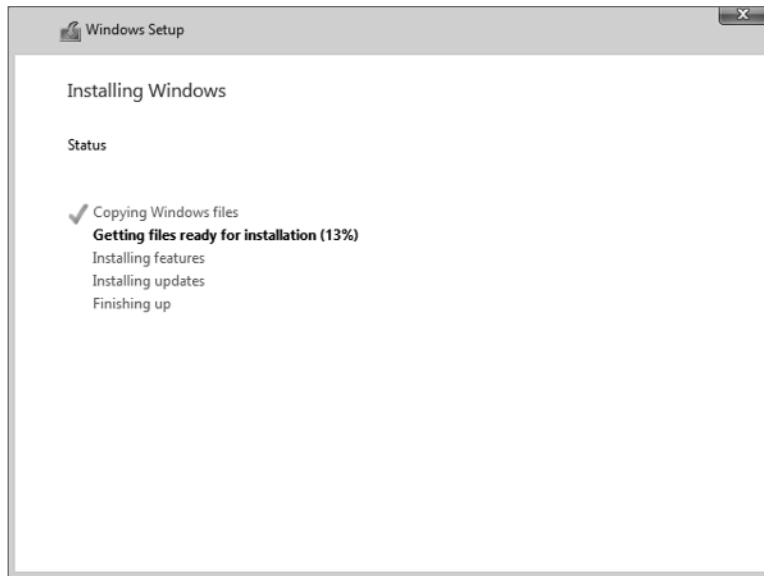 Windows Setup
Installing Windows
Status
Copying Windows files
Getting files ready for installation (13%)
Installing features
Installing updates
Finishing up